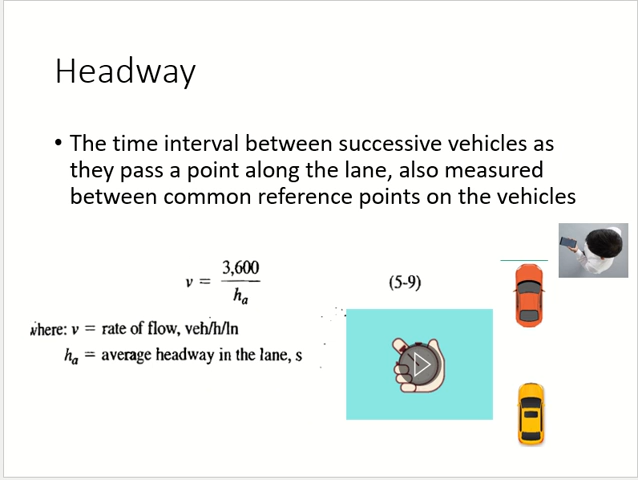 Headway
• The time interval between successive vehicles as
they pass a point along the lane, also measured
between common reference points on the vehicles
v = 3,600 / hₐ (5-9)
where: v = rate of flow, veh/h/ln
hₐ = average headway in the lane, s